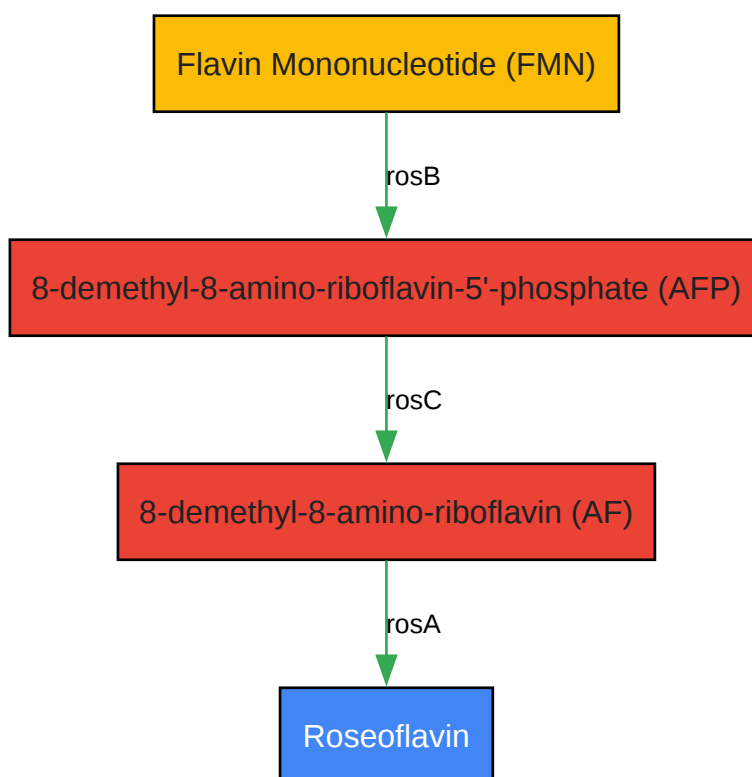 Flavin Mononucleotide (FMN)
rosB
8-demethyl-8-amino-riboflavin-5'-phosphate (AFP)
rosC
8-demethyl-8-amino-riboflavin (AF)
rosA
Roseoflavin